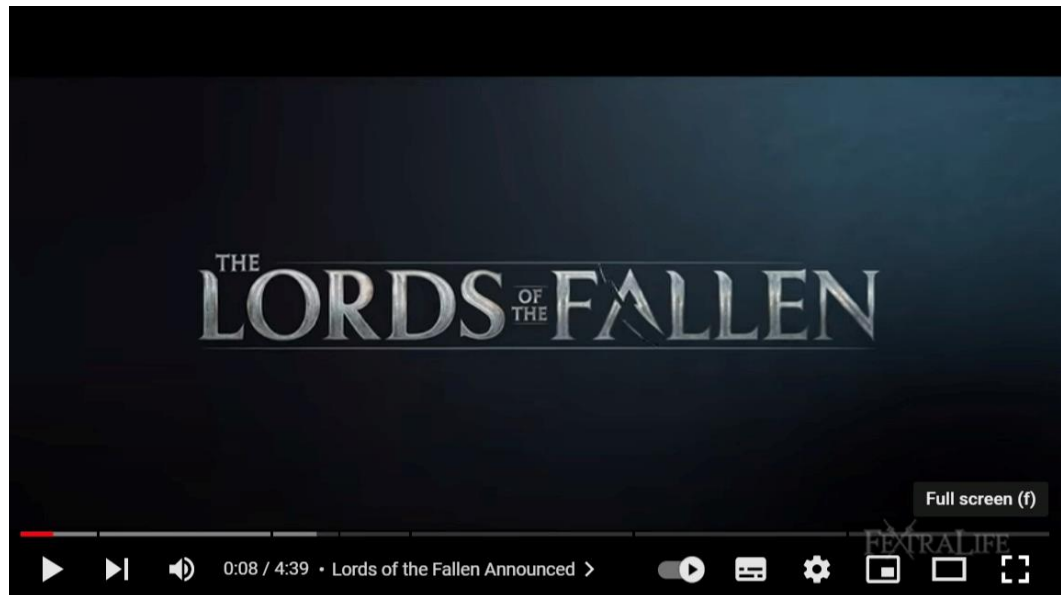 THE
LORDS OF THE FALLEN
Full screen (f)
FEXTRALIFE
0:08 / 4:39 • Lords of the Fallen Announced >